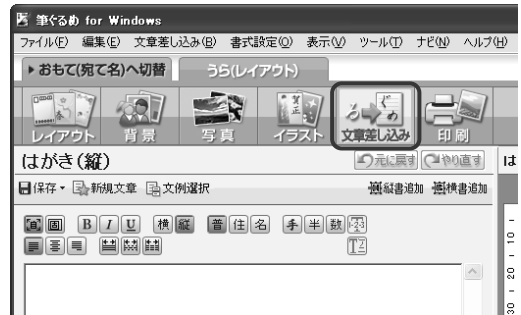 筆ぐるめ for Windows
ファイル(F) 編集(E) 文章差し込み(B) 書式設定(O) 表示(V) ツール(T) ナビ(N) ヘルプ(H)
おもて(宛て名)へ切替 うら(レイアウト)
レイアウト 背景 写真 イラスト 文章差し込み 印刷
はがき(縦) 元に戻す やり直す は
保存 新規文章 文例選択 縦書追加 横書追加
B I U 横 縦 普 住 名 手 半 数
10
20
30